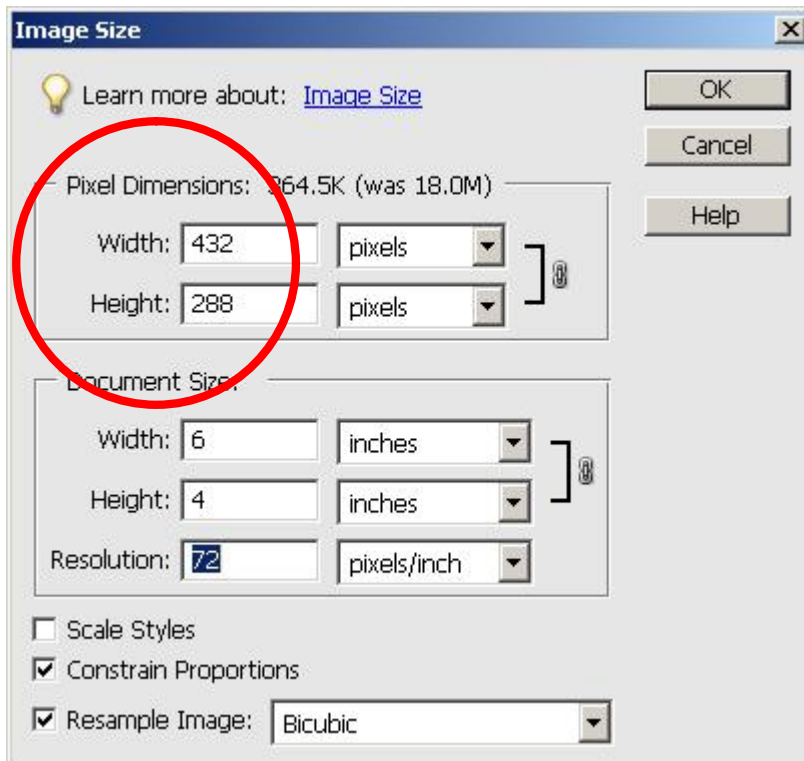 Image Size
Learn more about: Image Size
OK
Cancel
Help
Pixel Dimensions: 364.5K (was 18.0M)
Width: 432 pixels
Height: 288 pixels
Document Size:
Width: 6 inches
Height: 4 inches
Resolution: 72 pixels/inch
Scale Styles
Constrain Proportions
Resample Image: Bicubic